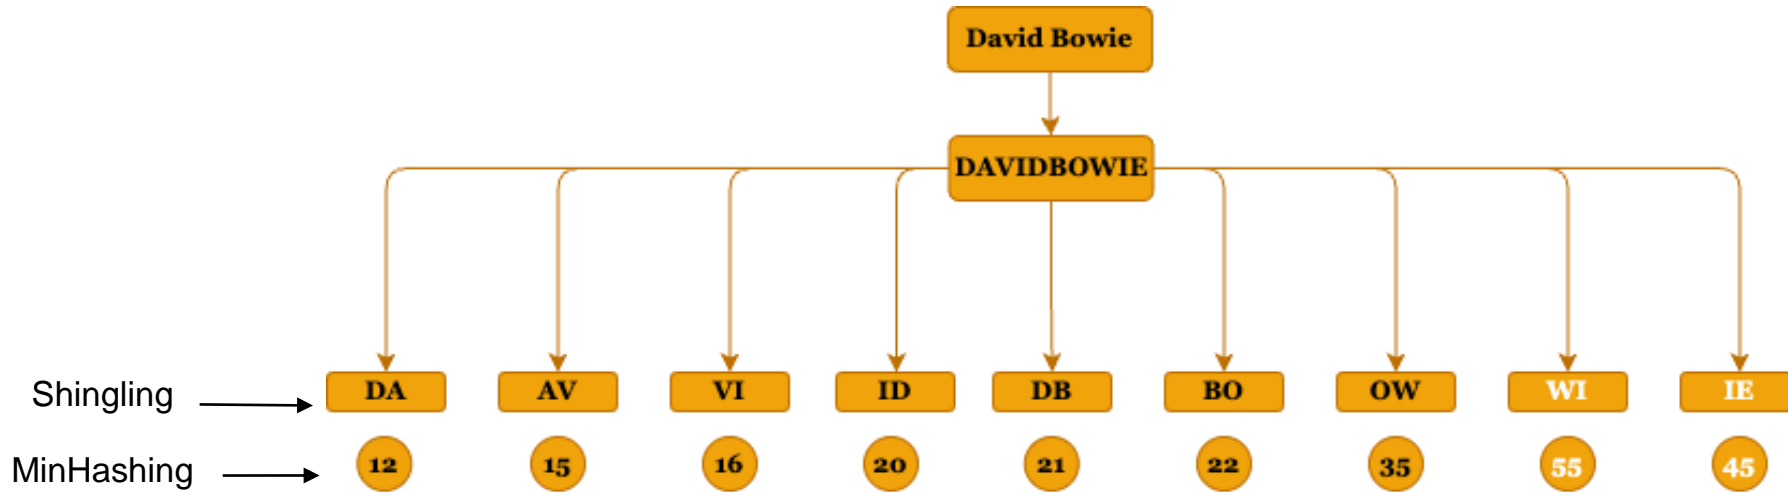 David Bowie
DAVIDBOWIE
Shingling DA AV VI ID DB BO OW WI IE
MinHashing 12 15 16 20 21 22 35 55 45